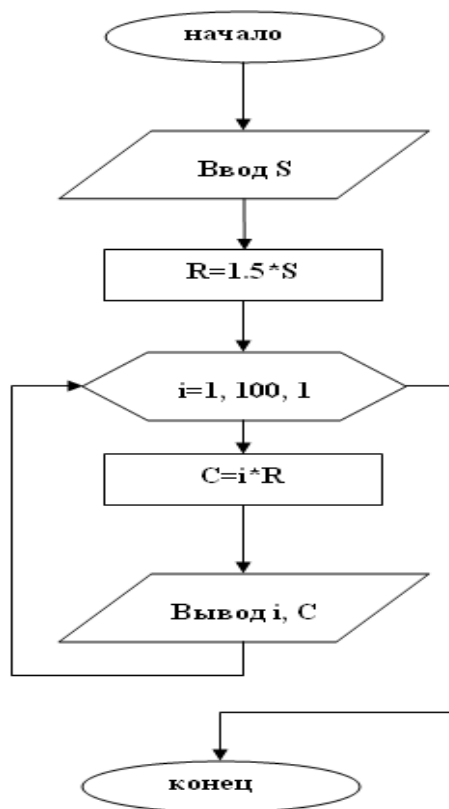 начало
Ввод S
R=1.5*S
i=1, 100, 1
C=i*R
Вывод i, C
конец